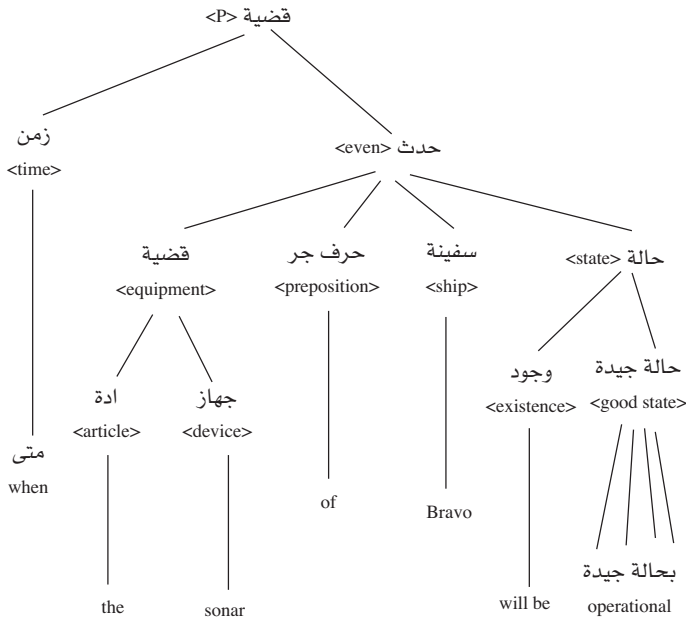 قضية <P>
زمن
<time>
حدث <even>
قضية
<equipment>
حرف جر
<preposition>
سفينة
<ship>
حالة <state>
ادة
<article>
جهاز
<device>
وجود
<existence>
حالة جيدة
<good state>
متى
when
of
Bravo
the
sonar
will be
بحالة جيدة
operational